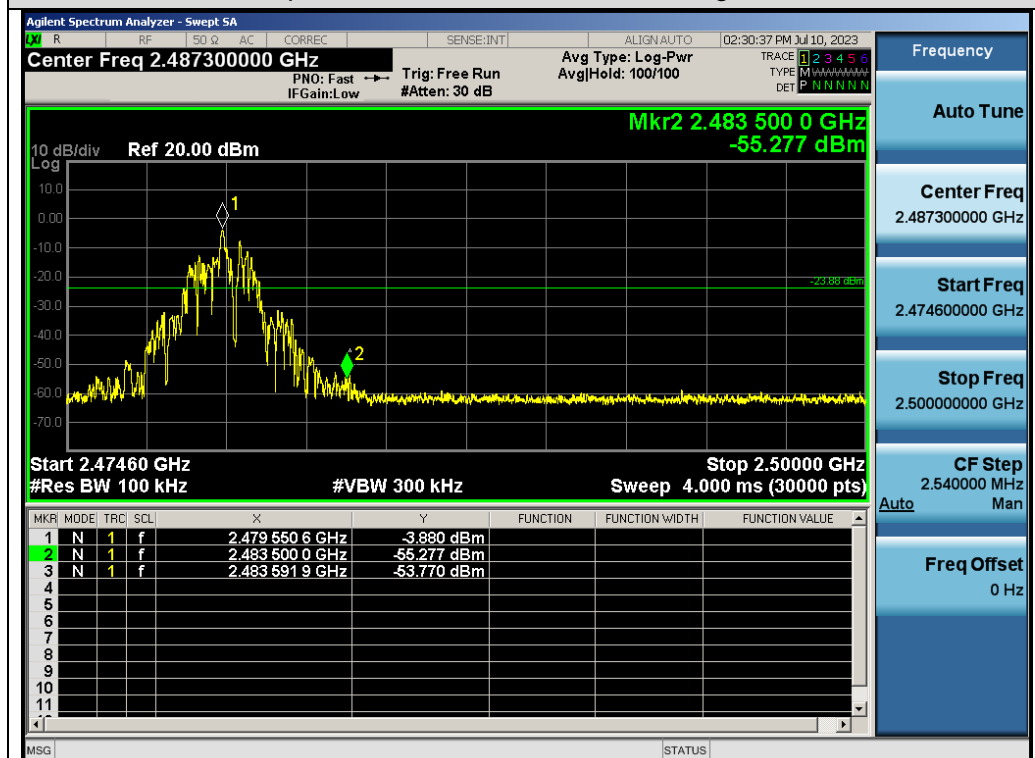 Agilent Spectrum Analyzer - Swept SA
LXI R RF 50 Ω AC CORREC SENSE:INT ALIGN AUTO 02:30:37 PM Jul 10, 2023
Center Freq 2.487300000 GHz
PNO: Fast
IFGain:Low
Trig: Free Run
#Atten: 30 dB
Avg Type: Log-Pwr
Avg|Hold: 100/100
TRACE 1 2 3 4 5 6
TYPE M WWWWW
DET P N N N N N
Mkr2 2.483 500 0 GHz
-55.277 dBm
10 dB/div Ref 20.00 dBm
Log
10.0
0.00
-10.0
-20.0
-30.0
-40.0
-50.0
-60.0
-70.0
1
2
-23.88 dBm
Start 2.47460 GHz Stop 2.50000 GHz
#Res BW 100 kHz #VBW 300 kHz Sweep 4.000 ms (30000 pts)
MKR MODE TRC SCL X Y FUNCTION FUNCTION WIDTH FUNCTION VALUE
1 N 1 f 2.479 550 6 GHz -3.880 dBm
2 N 1 f 2.483 500 0 GHz -55.277 dBm
3 N 1 f 2.483 591 9 GHz -53.770 dBm
4
5
6
7
8
9
10
11
MSG STATUS
Frequency
Auto Tune
Center Freq
2.487300000 GHz
Start Freq
2.474600000 GHz
Stop Freq
2.500000000 GHz
CF Step
2.540000 MHz
Auto Man
Freq Offset
0 Hz